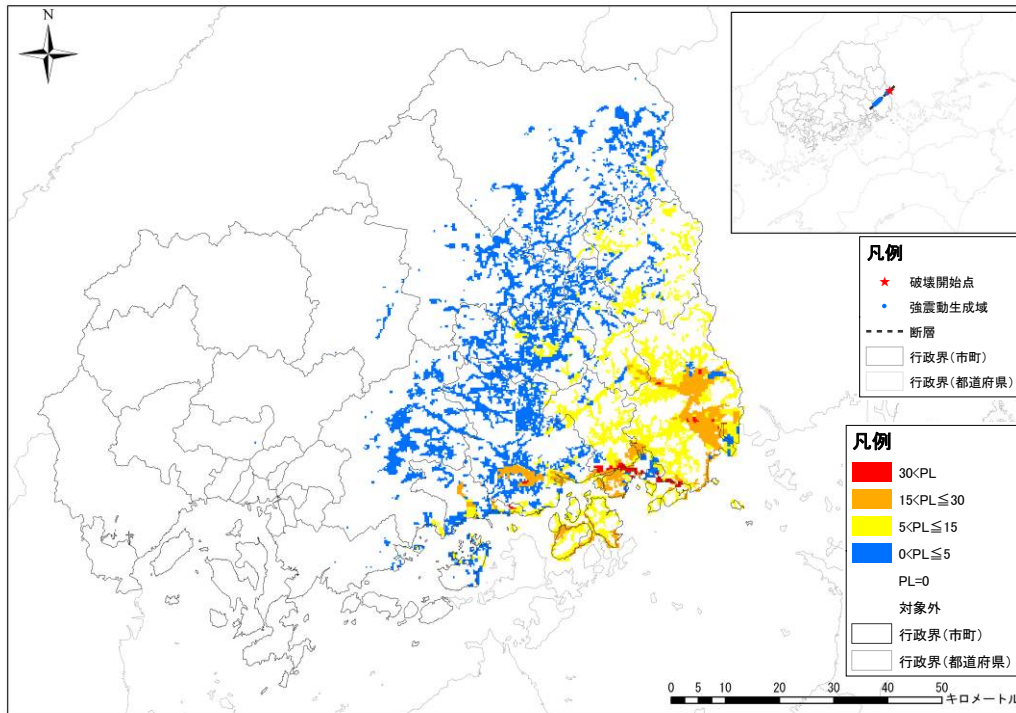 N
凡例
破壊開始点
強震動生成域
断層
行政界(市町)
行政界(都道府県)
凡例
30<PL
15<PL≦30
5<PL≦15
0<PL≦5
PL=0
対象外
行政界(市町)
行政界(都道府県)
0 5 10 20 30 40 50
キロメートル